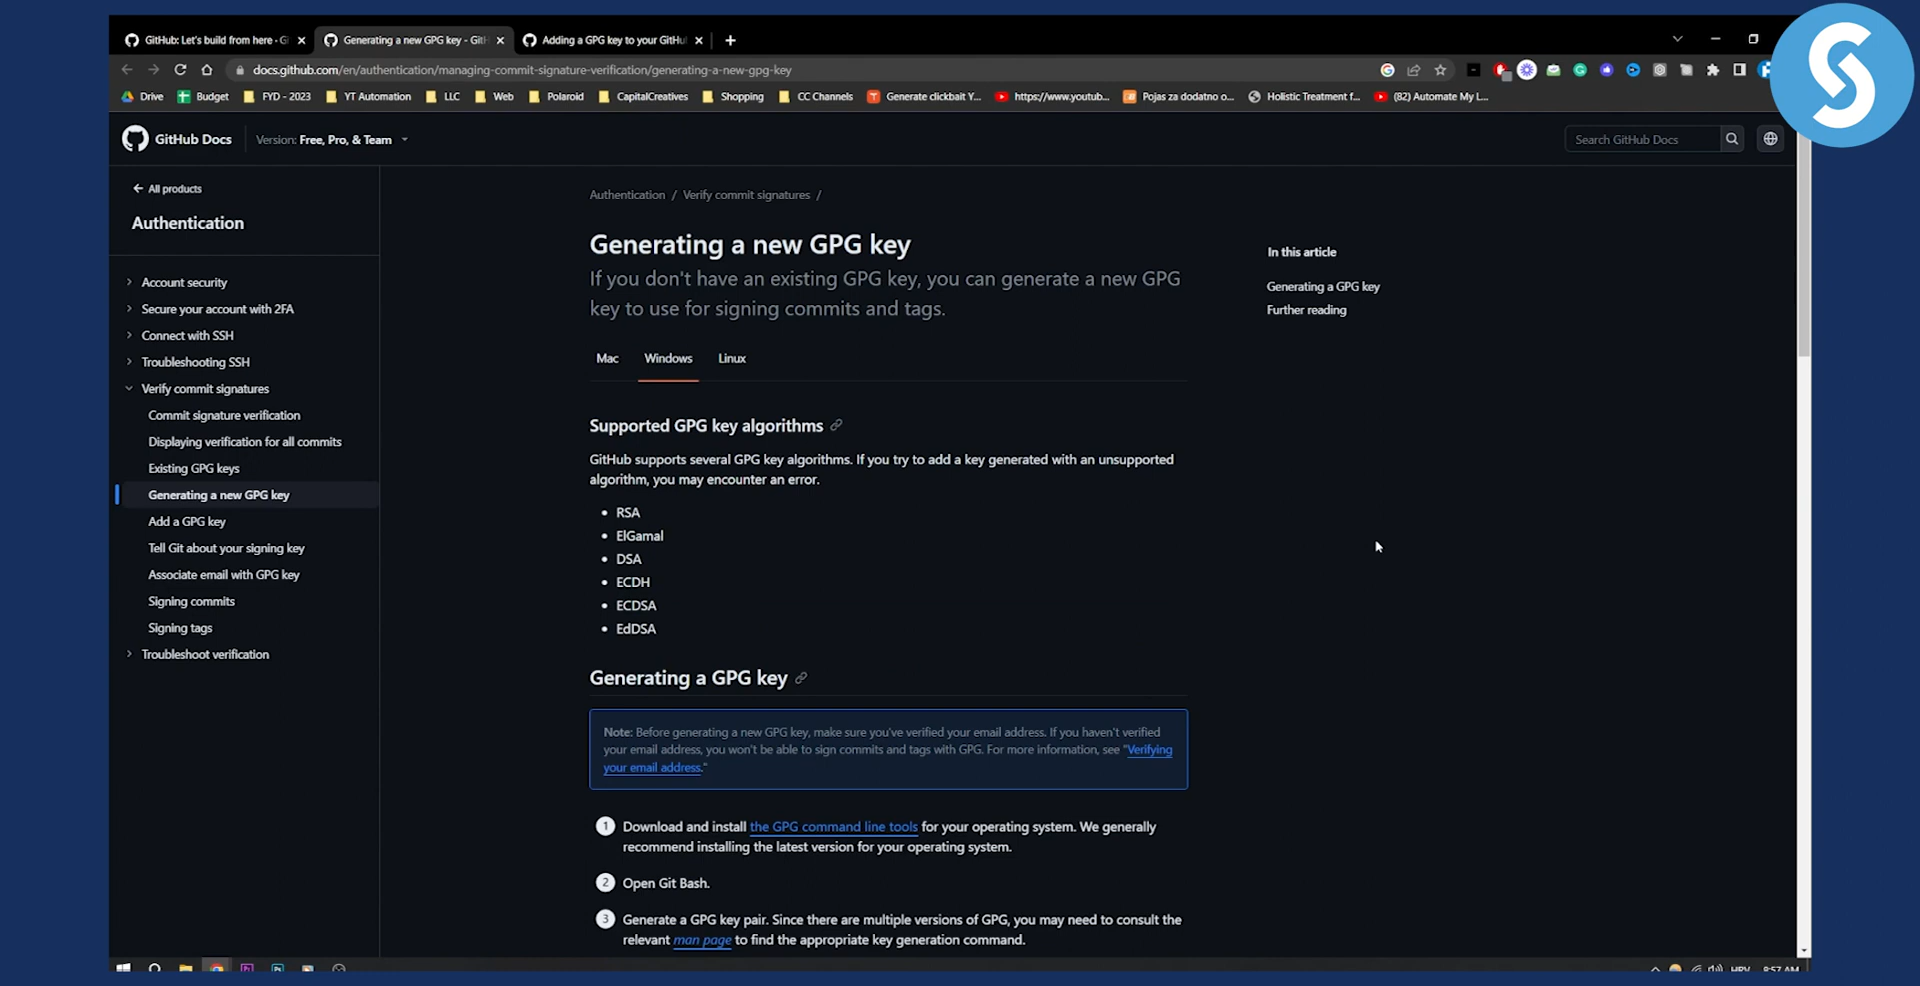 GitHub: Let's build from here · Gi
Generating a new GPG key - GitH
Adding a GPG key to your GitHu
docs.github.com/en/authentication/managing-commit-signature-verification/generating-a-new-gpg-key
Drive
Budget
FYD - 2023
YT Automation
LLC
Web
Polaroid
CapitalCreatives
Shopping
CC Channels
Generate clickbait Y...
https://www.youtub...
Pojas za dodatno o...
Holistic Treatment f...
(82) Automate My L...
GitHub Docs
Version: Free, Pro, & Team
Search GitHub Docs
All products
Authentication
Account security
Secure your account with 2FA
Connect with SSH
Troubleshooting SSH
Verify commit signatures
Commit signature verification
Displaying verification for all commits
Existing GPG keys
Generating a new GPG key
Add a GPG key
Tell Git about your signing key
Associate email with GPG key
Signing commits
Signing tags
Troubleshoot verification
Authentication / Verify commit signatures /
Generating a new GPG key
If you don't have an existing GPG key, you can generate a new GPG
key to use for signing commits and tags.
Mac Windows Linux
Supported GPG key algorithms
GitHub supports several GPG key algorithms. If you try to add a key generated with an unsupported
algorithm, you may encounter an error.
• RSA
• ElGamal
• DSA
• ECDH
• ECDSA
• EdDSA
Generating a GPG key
Note: Before generating a new GPG key, make sure you've verified your email address. If you haven't verified
your email address, you won't be able to sign commits and tags with GPG. For more information, see "Verifying
your email address."
1 Download and install the GPG command line tools for your operating system. We generally
recommend installing the latest version for your operating system.
2 Open Git Bash.
3 Generate a GPG key pair. Since there are multiple versions of GPG, you may need to consult the
relevant man page to find the appropriate key generation command.
In this article
Generating a GPG key
Further reading
HRV
8:57 AM